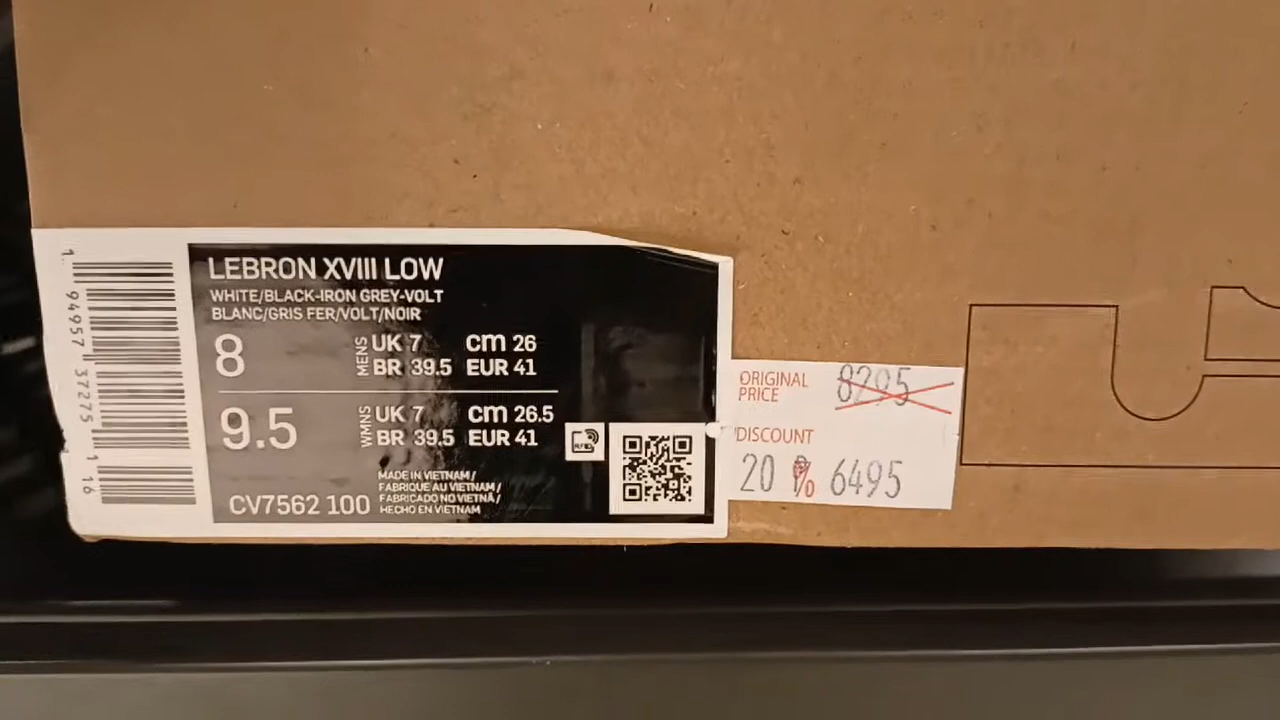 1 94957 37275 1 16
LEBRON XVIII LOW
WHITE/BLACK-IRON GREY-VOLT
BLANC/GRIS FER/VOLT/NOIR
8
MENS
UK 7 cm 26
BR 39.5 EUR 41
9.5
WMNS
UK 7 cm 26.5
BR 39.5 EUR 41
RFID
CV7562 100
MADE IN VIETNAM /
FABRIQUE AU VIETNAM /
FABRICADO NO VIETNÃ /
HECHO EN VIETNAM
ORIGINAL PRICE 8295
DISCOUNT
20 % 6495